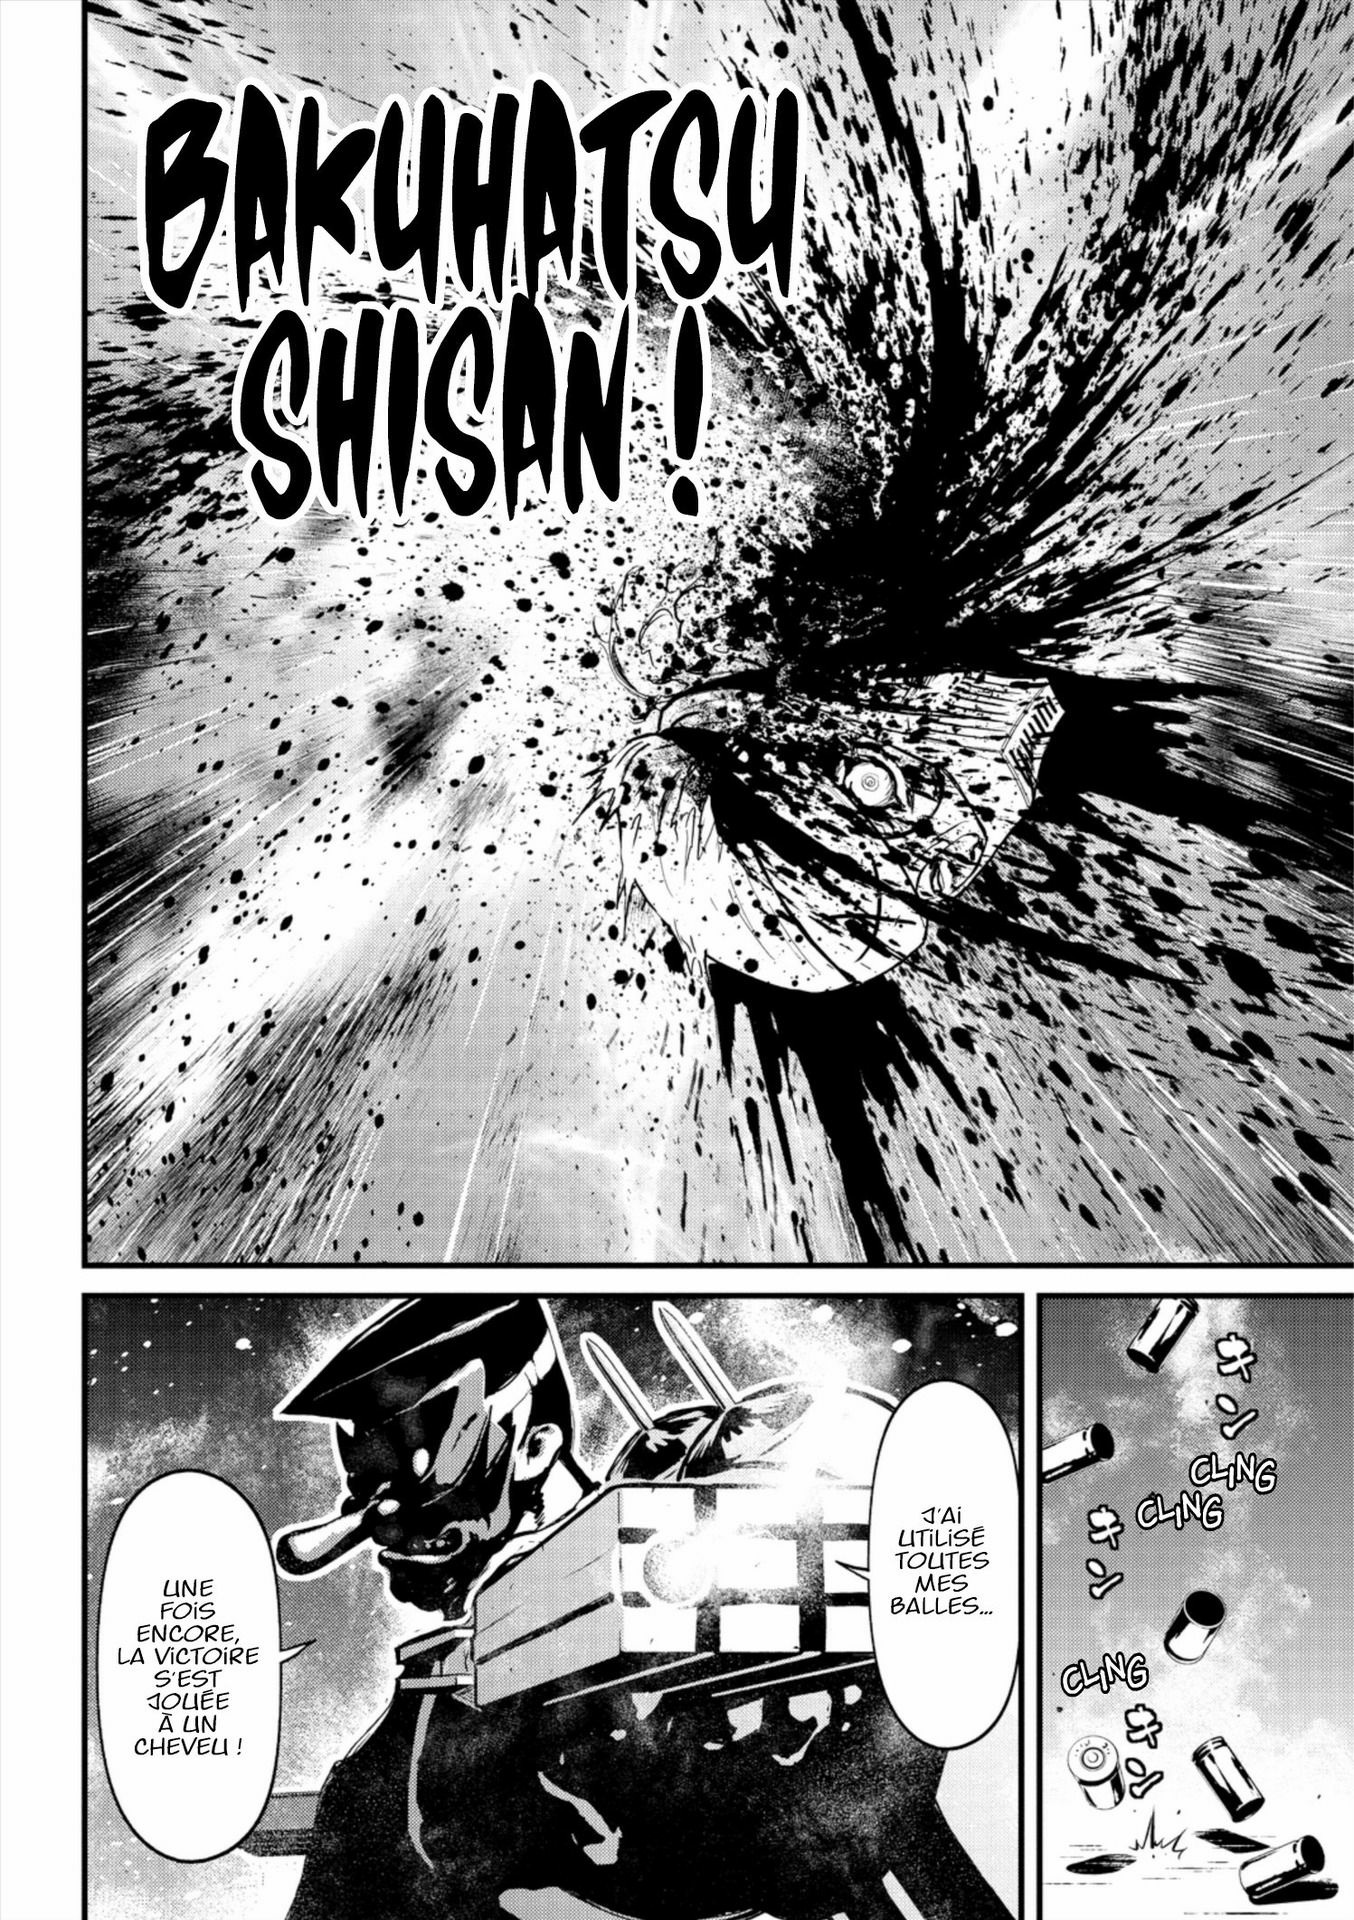 BAKUHATSU
SHISAN !
キン
CLING
CLING
キン
CLING
キン
J'AI
UTILISÉ
TOUTES
MES
BALLES...
UNE
FOIS
ENCORE,
LA VICTOIRE
S'EST
JOUÉE
À UN
CHEVEU !